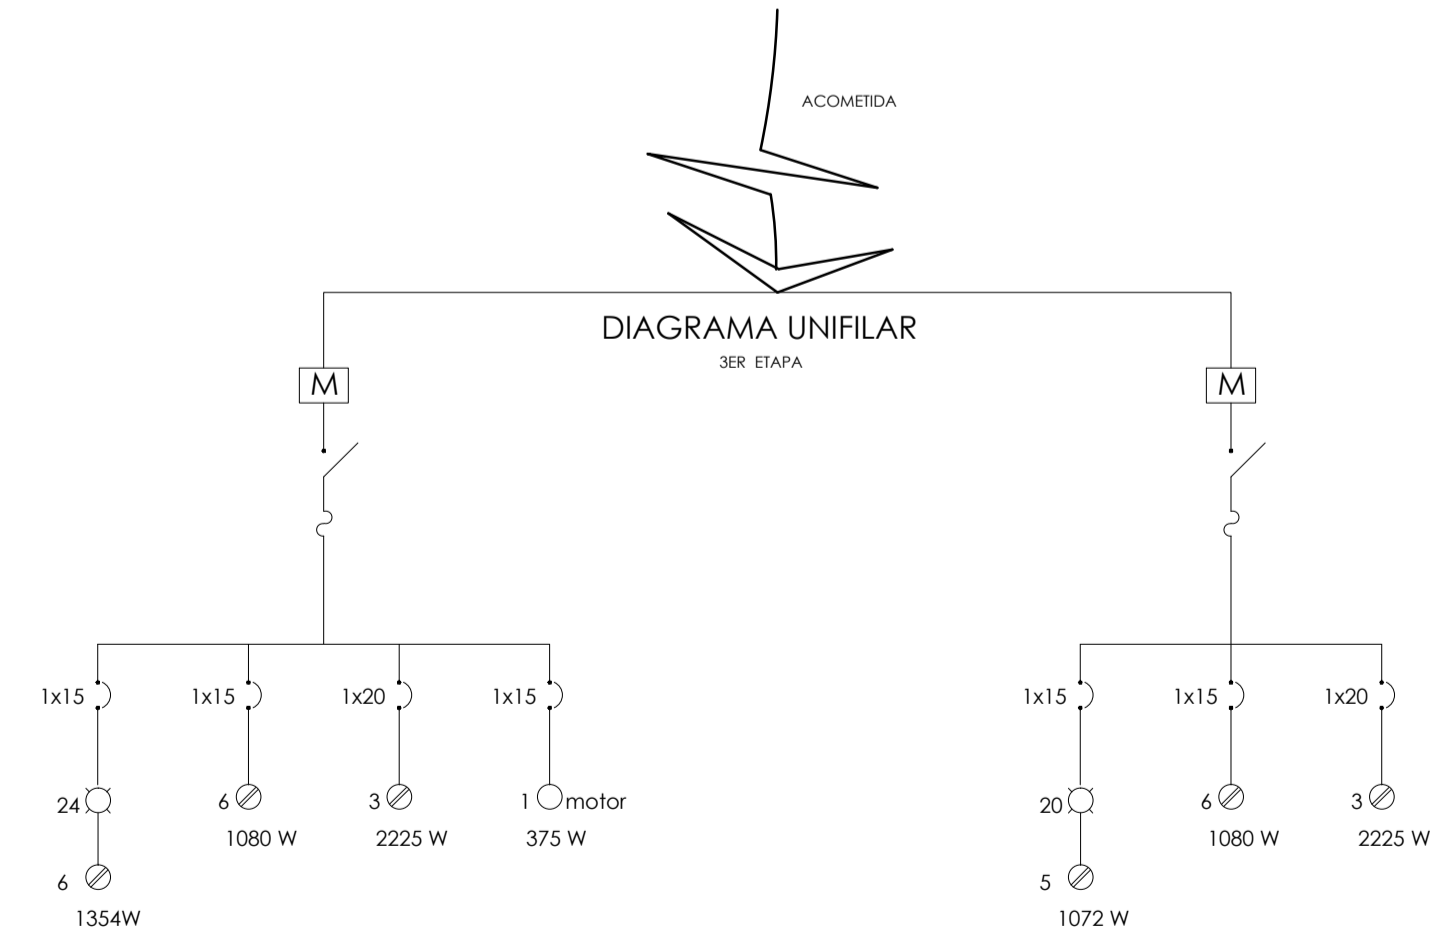 ACOMETIDA
DIAGRAMA UNIFILAR
3ER ETAPA
M
M
1x15
1x15
1x20
1x15
1x15
1x15
1x20
24
6
3
1
motor
20
6
3
1080 W
2225 W
375 W
1080 W
2225 W
6
5
1354W
1072 W